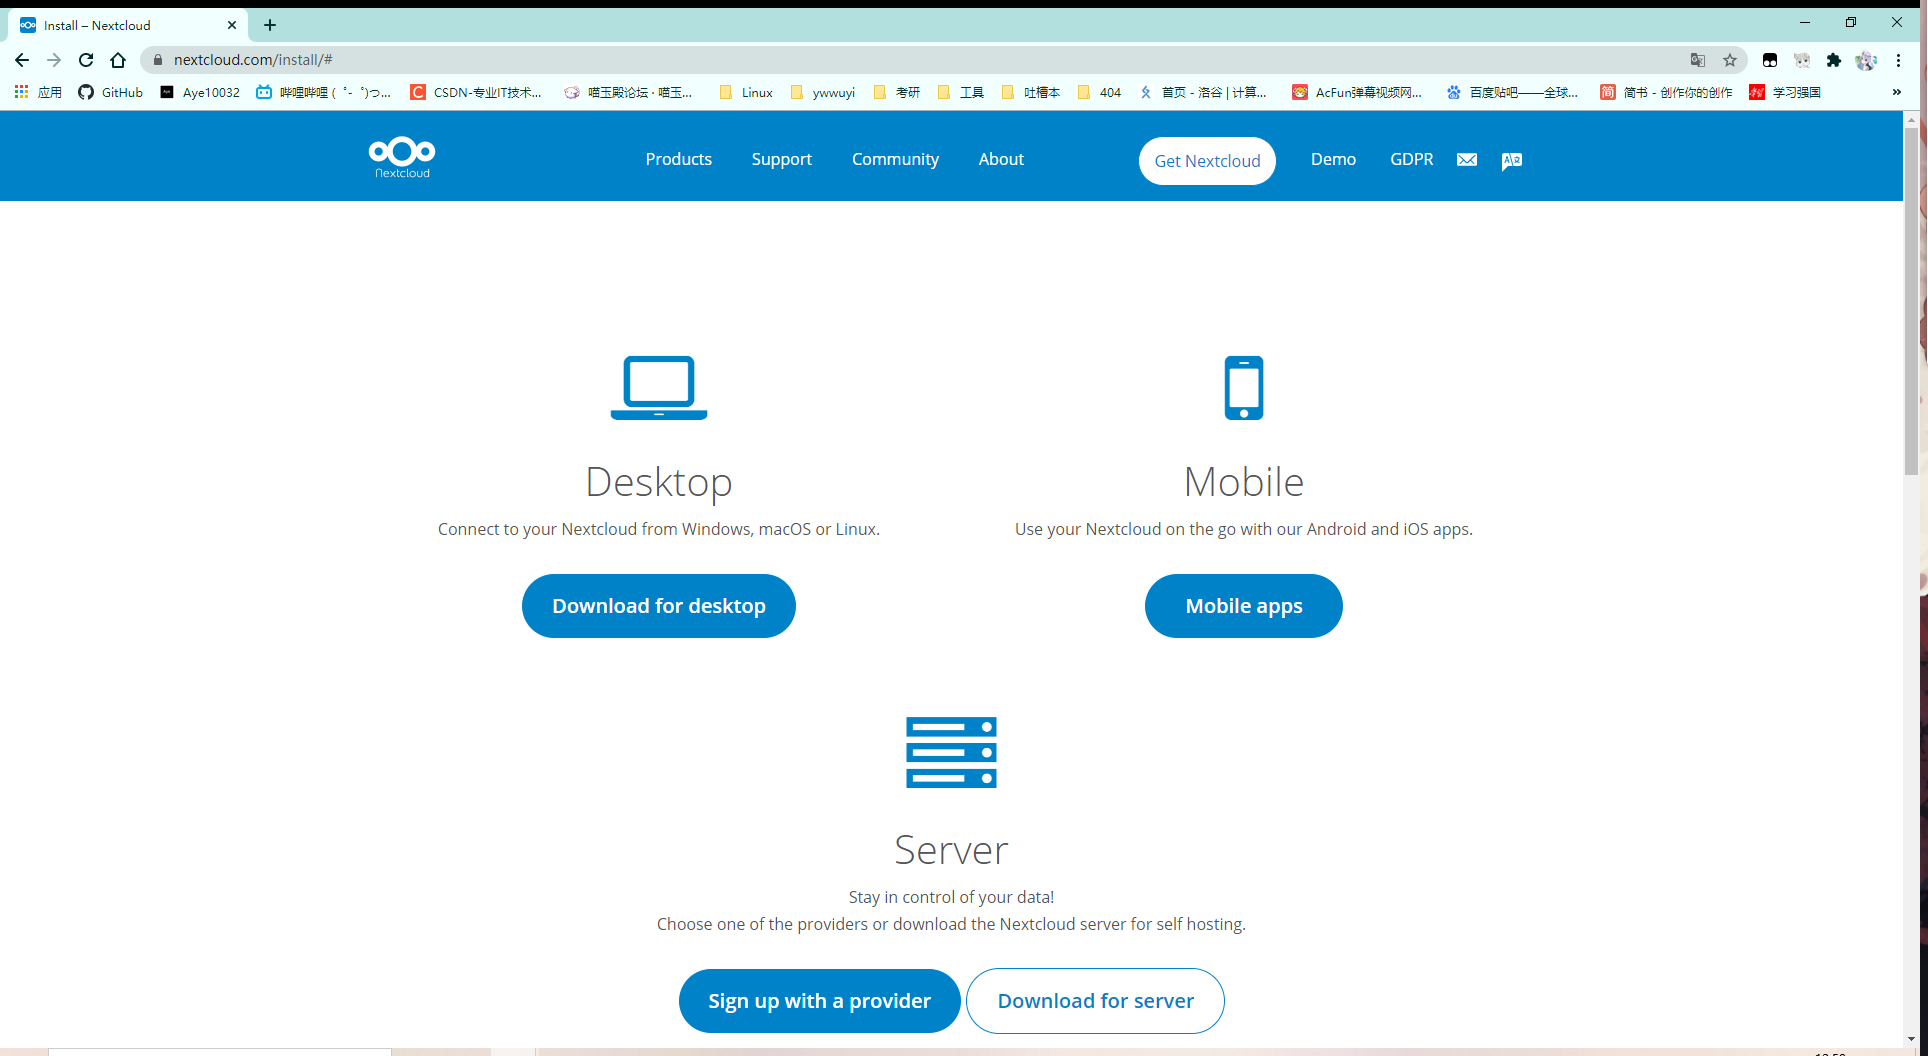 Install – Nextcloud
nextcloud.com/install/#
应用 GitHub Aye10032 哔哩哔哩 ( ゜- ゜)つ... CSDN-专业IT技术... 喵玉殿论坛 · 喵玉... Linux ywwuyi 考研 工具 吐槽本 404 首页 - 洛谷 | 计算... AcFun弹幕视频网... 百度贴吧——全球... 简书 - 创作你的创作 学习强国 »
Nextcloud Products Support Community About Get Nextcloud Demo GDPR
Desktop
Connect to your Nextcloud from Windows, macOS or Linux.
Download for desktop
Mobile
Use your Nextcloud on the go with our Android and iOS apps.
Mobile apps
Server
Stay in control of your data!
Choose one of the providers or download the Nextcloud server for self hosting.
Sign up with a provider Download for server